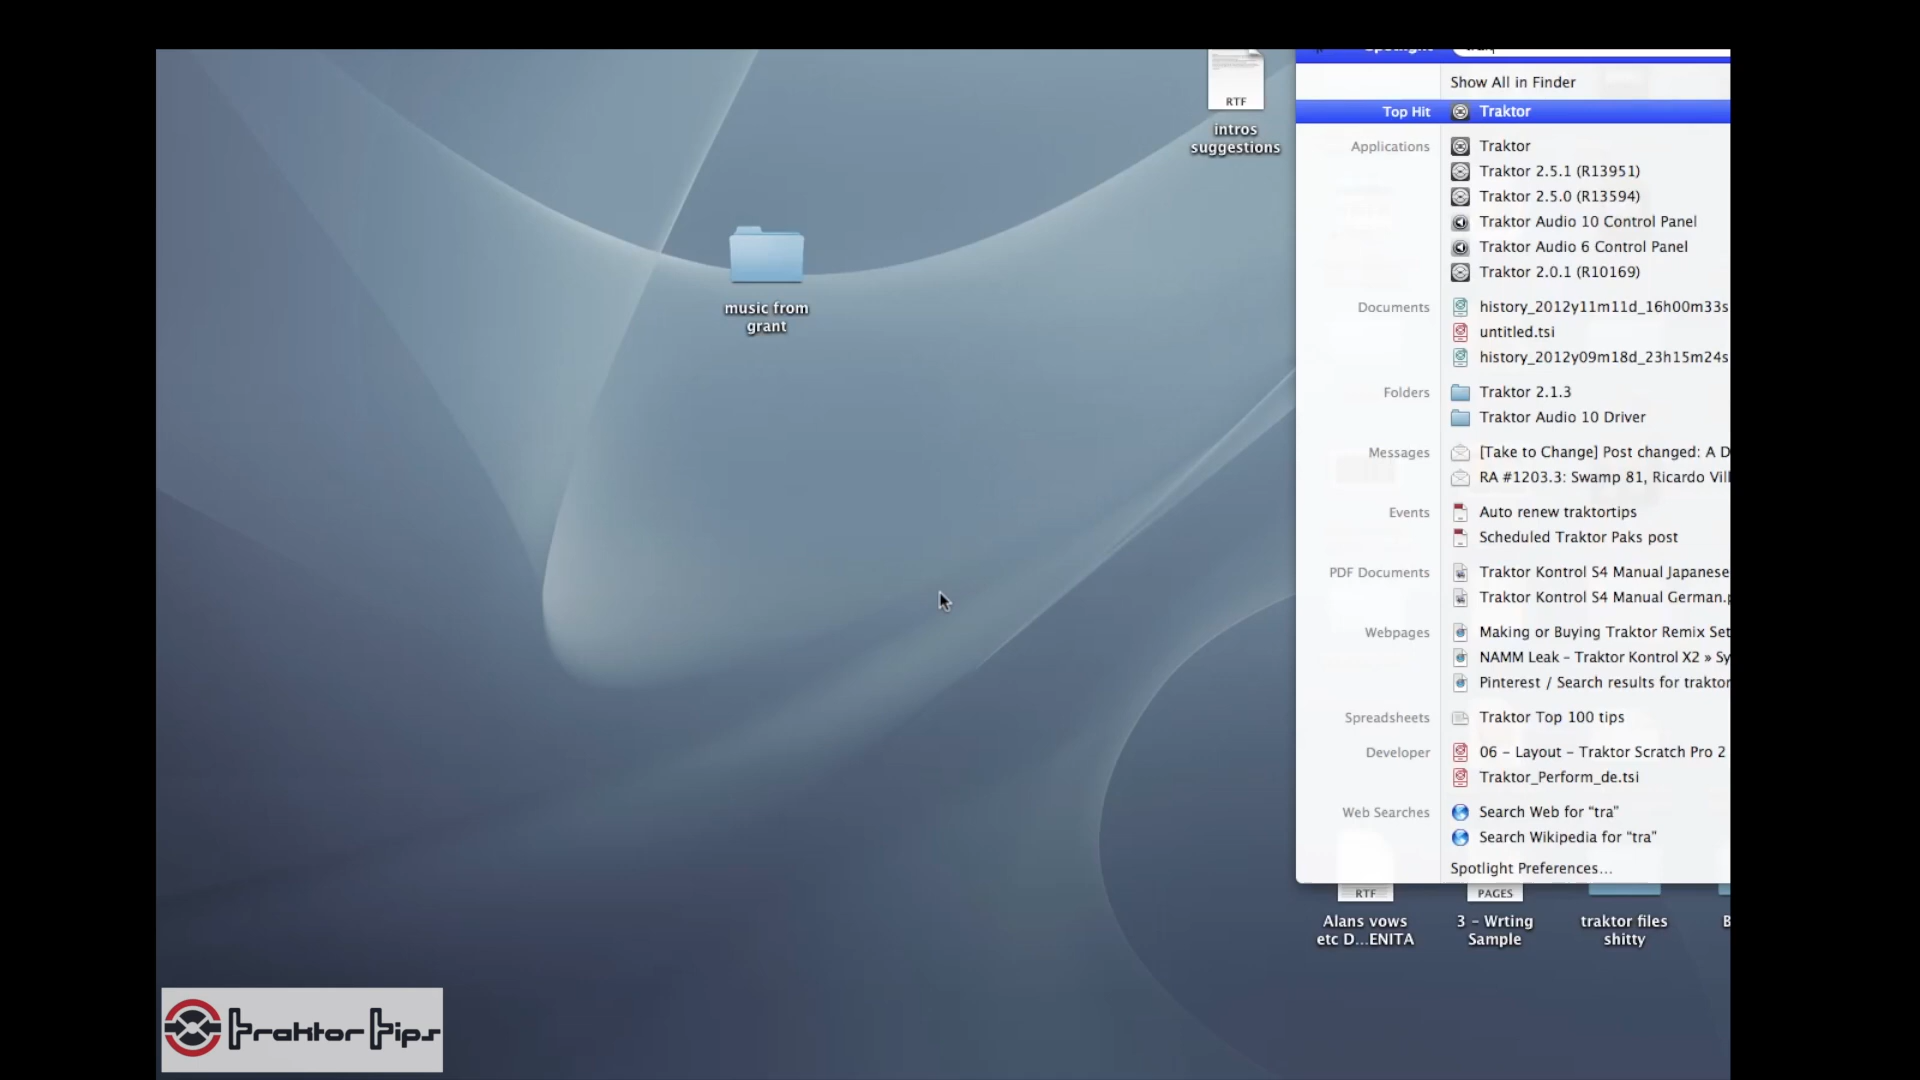 RTF
intros
suggestions
music from
grant
Show All in Finder
Top Hit Traktor
Applications Traktor
Traktor 2.5.1 (R13951)
Traktor 2.5.0 (R13594)
Traktor Audio 10 Control Panel
Traktor Audio 6 Control Panel
Traktor 2.0.1 (R10169)
Documents history_2012y11m11d_16h00m33s
untitled.tsi
history_2012y09m18d_23h15m24s
Folders Traktor 2.1.3
Traktor Audio 10 Driver
Messages [Take to Change] Post changed: A D
RA #1203.3: Swamp 81, Ricardo Vill
Events Auto renew traktortips
Scheduled Traktor Paks post
PDF Documents Traktor Kontrol S4 Manual Japanese
Traktor Kontrol S4 Manual German.p
Webpages Making or Buying Traktor Remix Set
NAMM Leak – Traktor Kontrol X2 » Sy
Pinterest / Search results for traktor
Spreadsheets Traktor Top 100 tips
Developer 06 – Layout – Traktor Scratch Pro 2
Traktor_Perform_de.tsi
Web Searches Search Web for “tra”
Search Wikipedia for “tra”
Spotlight Preferences...
RTF PAGES
Alans vows 3 – Wrting traktor files B
etc D...ENITA Sample shitty
Traktor Tips